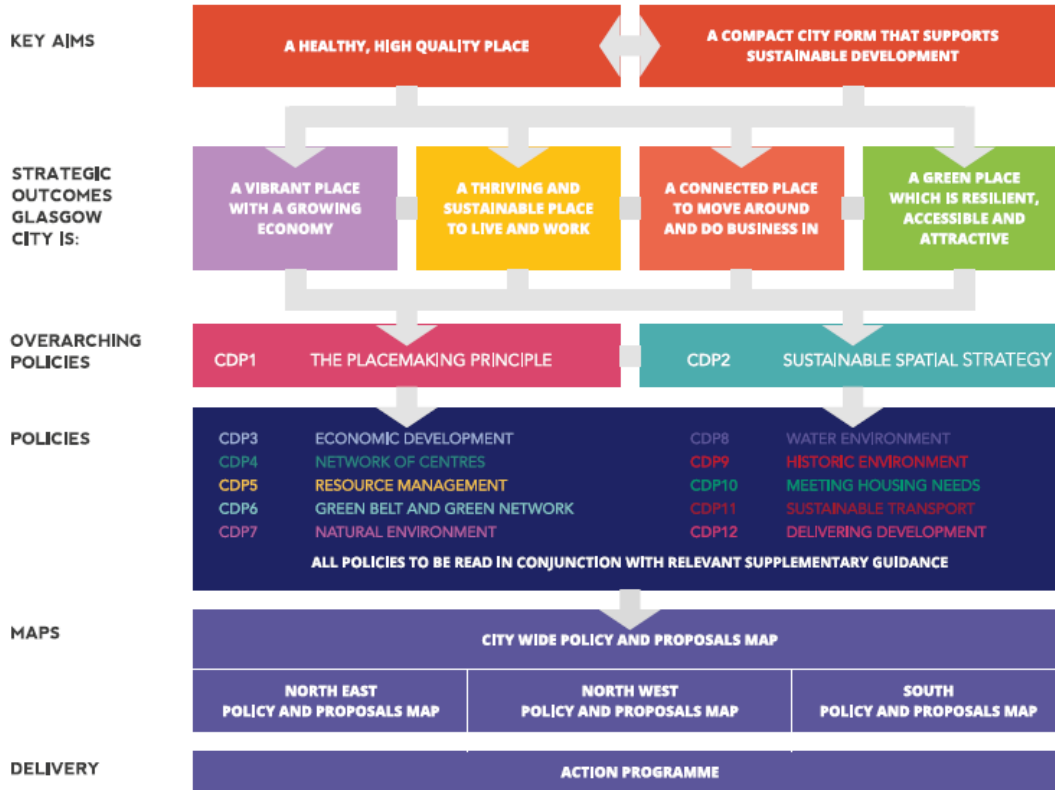 KEY AIMS
A HEALTHY, HIGH QUALITY PLACE
A COMPACT CITY FORM THAT SUPPORTS
SUSTAINABLE DEVELOPMENT
STRATEGIC
OUTCOMES
GLASGOW
CITY IS:
A VIBRANT PLACE
WITH A GROWING
ECONOMY
A THRIVING AND
SUSTAINABLE PLACE
TO LIVE AND WORK
A CONNECTED PLACE
TO MOVE AROUND
AND DO BUSINESS IN
A GREEN PLACE
WHICH IS RESILIENT,
ACCESSIBLE AND
ATTRACTIVE
OVERARCHING
POLICIES
CDP1 THE PLACEMAKING PRINCIPLE
CDP2 SUSTAINABLE SPATIAL STRATEGY
POLICIES
CDP3 ECONOMIC DEVELOPMENT
CDP4 NETWORK OF CENTRES
CDP5 RESOURCE MANAGEMENT
CDP6 GREEN BELT AND GREEN NETWORK
CDP7 NATURAL ENVIRONMENT
CDP8 WATER ENVIRONMENT
CDP9 HISTORIC ENVIRONMENT
CDP10 MEETING HOUSING NEEDS
CDP11 SUSTAINABLE TRANSPORT
CDP12 DELIVERING DEVELOPMENT
ALL POLICIES TO BE READ IN CONJUNCTION WITH RELEVANT SUPPLEMENTARY GUIDANCE
MAPS
CITY WIDE POLICY AND PROPOSALS MAP
NORTH EAST
POLICY AND PROPOSALS MAP
NORTH WEST
POLICY AND PROPOSALS MAP
SOUTH
POLICY AND PROPOSALS MAP
DELIVERY
ACTION PROGRAMME